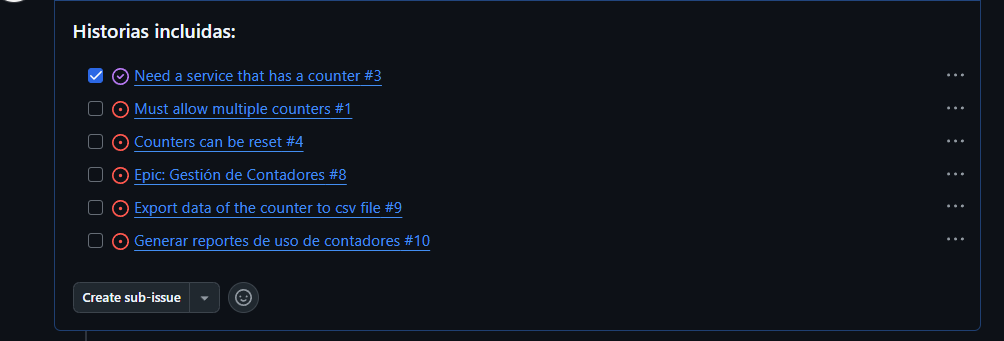 Historias incluidas:
Need a service that has a counter #3
Must allow multiple counters #1
Counters can be reset #4
Epic: Gestión de Contadores #8
Export data of the counter to csv file #9
Generar reportes de uso de contadores #10
Create sub-issue